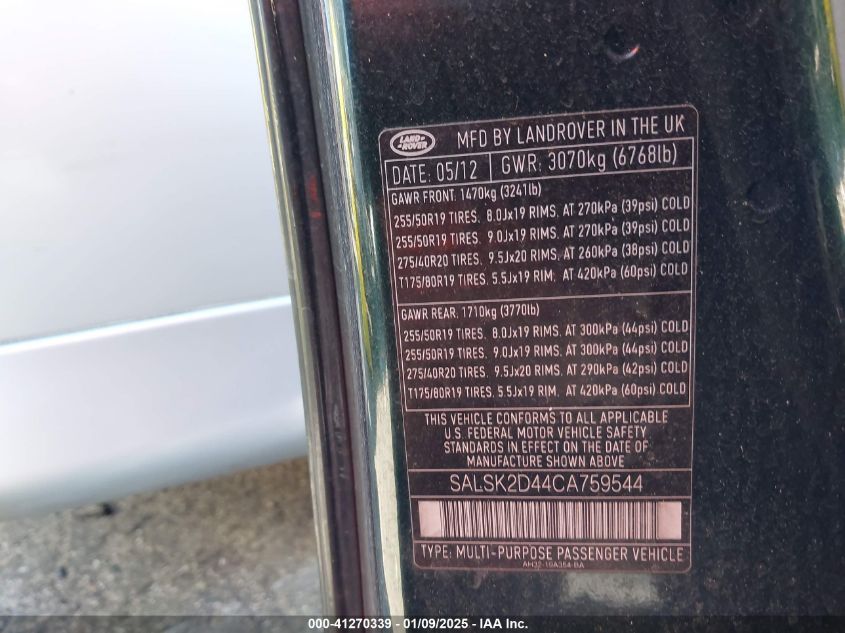 LAND-
ROVER
MFD BY LANDROVER IN THE UK
DATE: 05/12 GWR: 3070kg (6768lb)
GAWR FRONT: 1470kg (3241lb)
255/50R19 TIRES. 8.0Jx19 RIMS. AT 270kPa (39psi) COLD
255/50R19 TIRES. 9.0Jx19 RIMS. AT 270kPa (39psi) COLD
275/40R20 TIRES. 9.5Jx20 RIMS. AT 260kPa (38psi) COLD
T175/80R19 TIRES. 5.5Jx19 RIM. AT 420kPa (60psi) COLD
GAWR REAR: 1710kg (3770lb)
255/50R19 TIRES. 8.0Jx19 RIMS. AT 300kPa (44psi) COLD
255/50R19 TIRES. 9.0Jx19 RIMS. AT 300kPa (44psi) COLD
275/40R20 TIRES. 9.5Jx20 RIMS. AT 290kPa (42psi) COLD
T175/80R19 TIRES. 5.5Jx19 RIM. AT 420kPa (60psi) COLD
THIS VEHICLE CONFORMS TO ALL APPLICABLE
U.S. FEDERAL MOTOR VEHICLE SAFETY
STANDARDS IN EFFECT ON THE DATE OF
MANUFACTURE SHOWN ABOVE
SALSK2D44CA759544
TYPE: MULTI-PURPOSE PASSENGER VEHICLE
AH32-19A364-BA
000-41270339 - 01/09/2025 - IAA Inc.